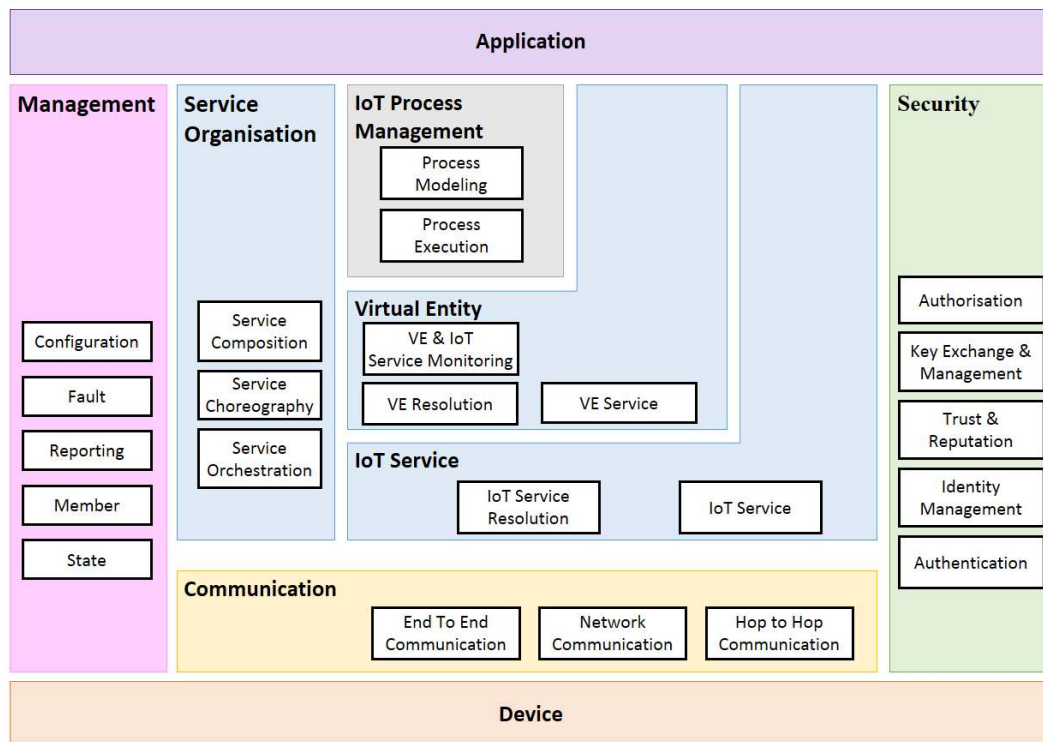 Application
Management
Configuration
Fault
Reporting
Member
State
Service
Organisation
Service
Composition
Service
Choreography
Service
Orchestration
IoT Process
Management
Process
Modeling
Process
Execution
Virtual Entity
VE & IoT
Service Monitoring
VE Resolution
VE Service
IoT Service
IoT Service
Resolution
IoT Service
Security
Authorisation
Key Exchange &
Management
Trust &
Reputation
Identity
Management
Authentication
Communication
End To End
Communication
Network
Communication
Hop to Hop
Communication
Device